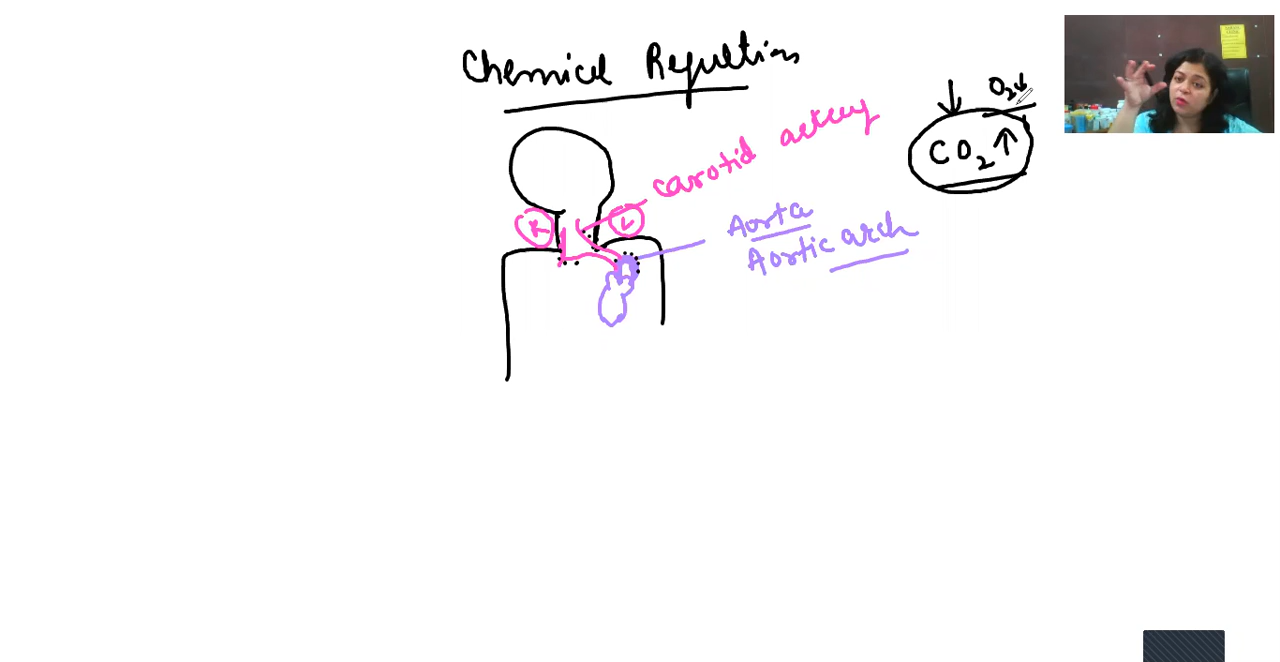 Chemical Regulation
O₂↓
CO₂↑
carotid artery
R
L
Aorta
Aortic arch